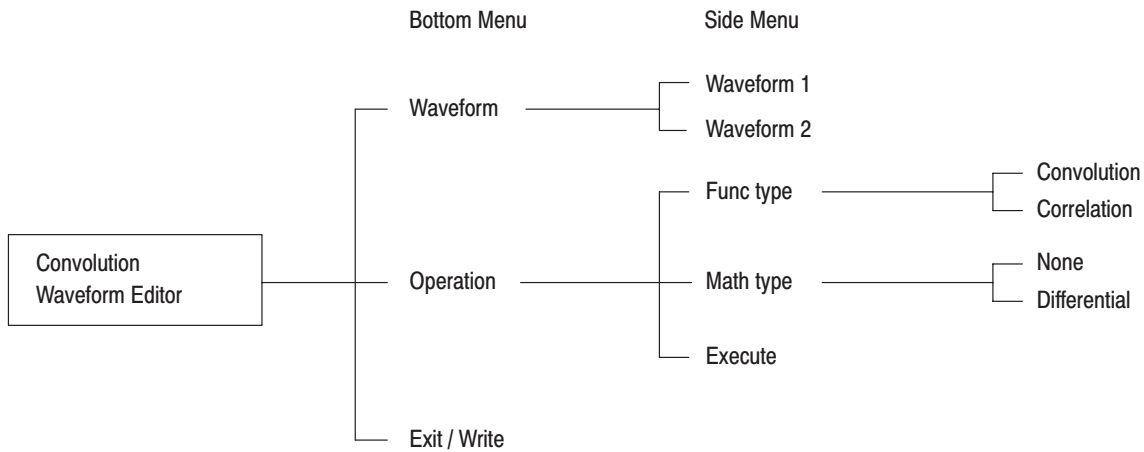 Bottom Menu
Side Menu
Waveform
Waveform 1
Waveform 2
Func type
Convolution
Correlation
Convolution
Waveform Editor
Operation
Math type
None
Differential
Execute
Exit / Write